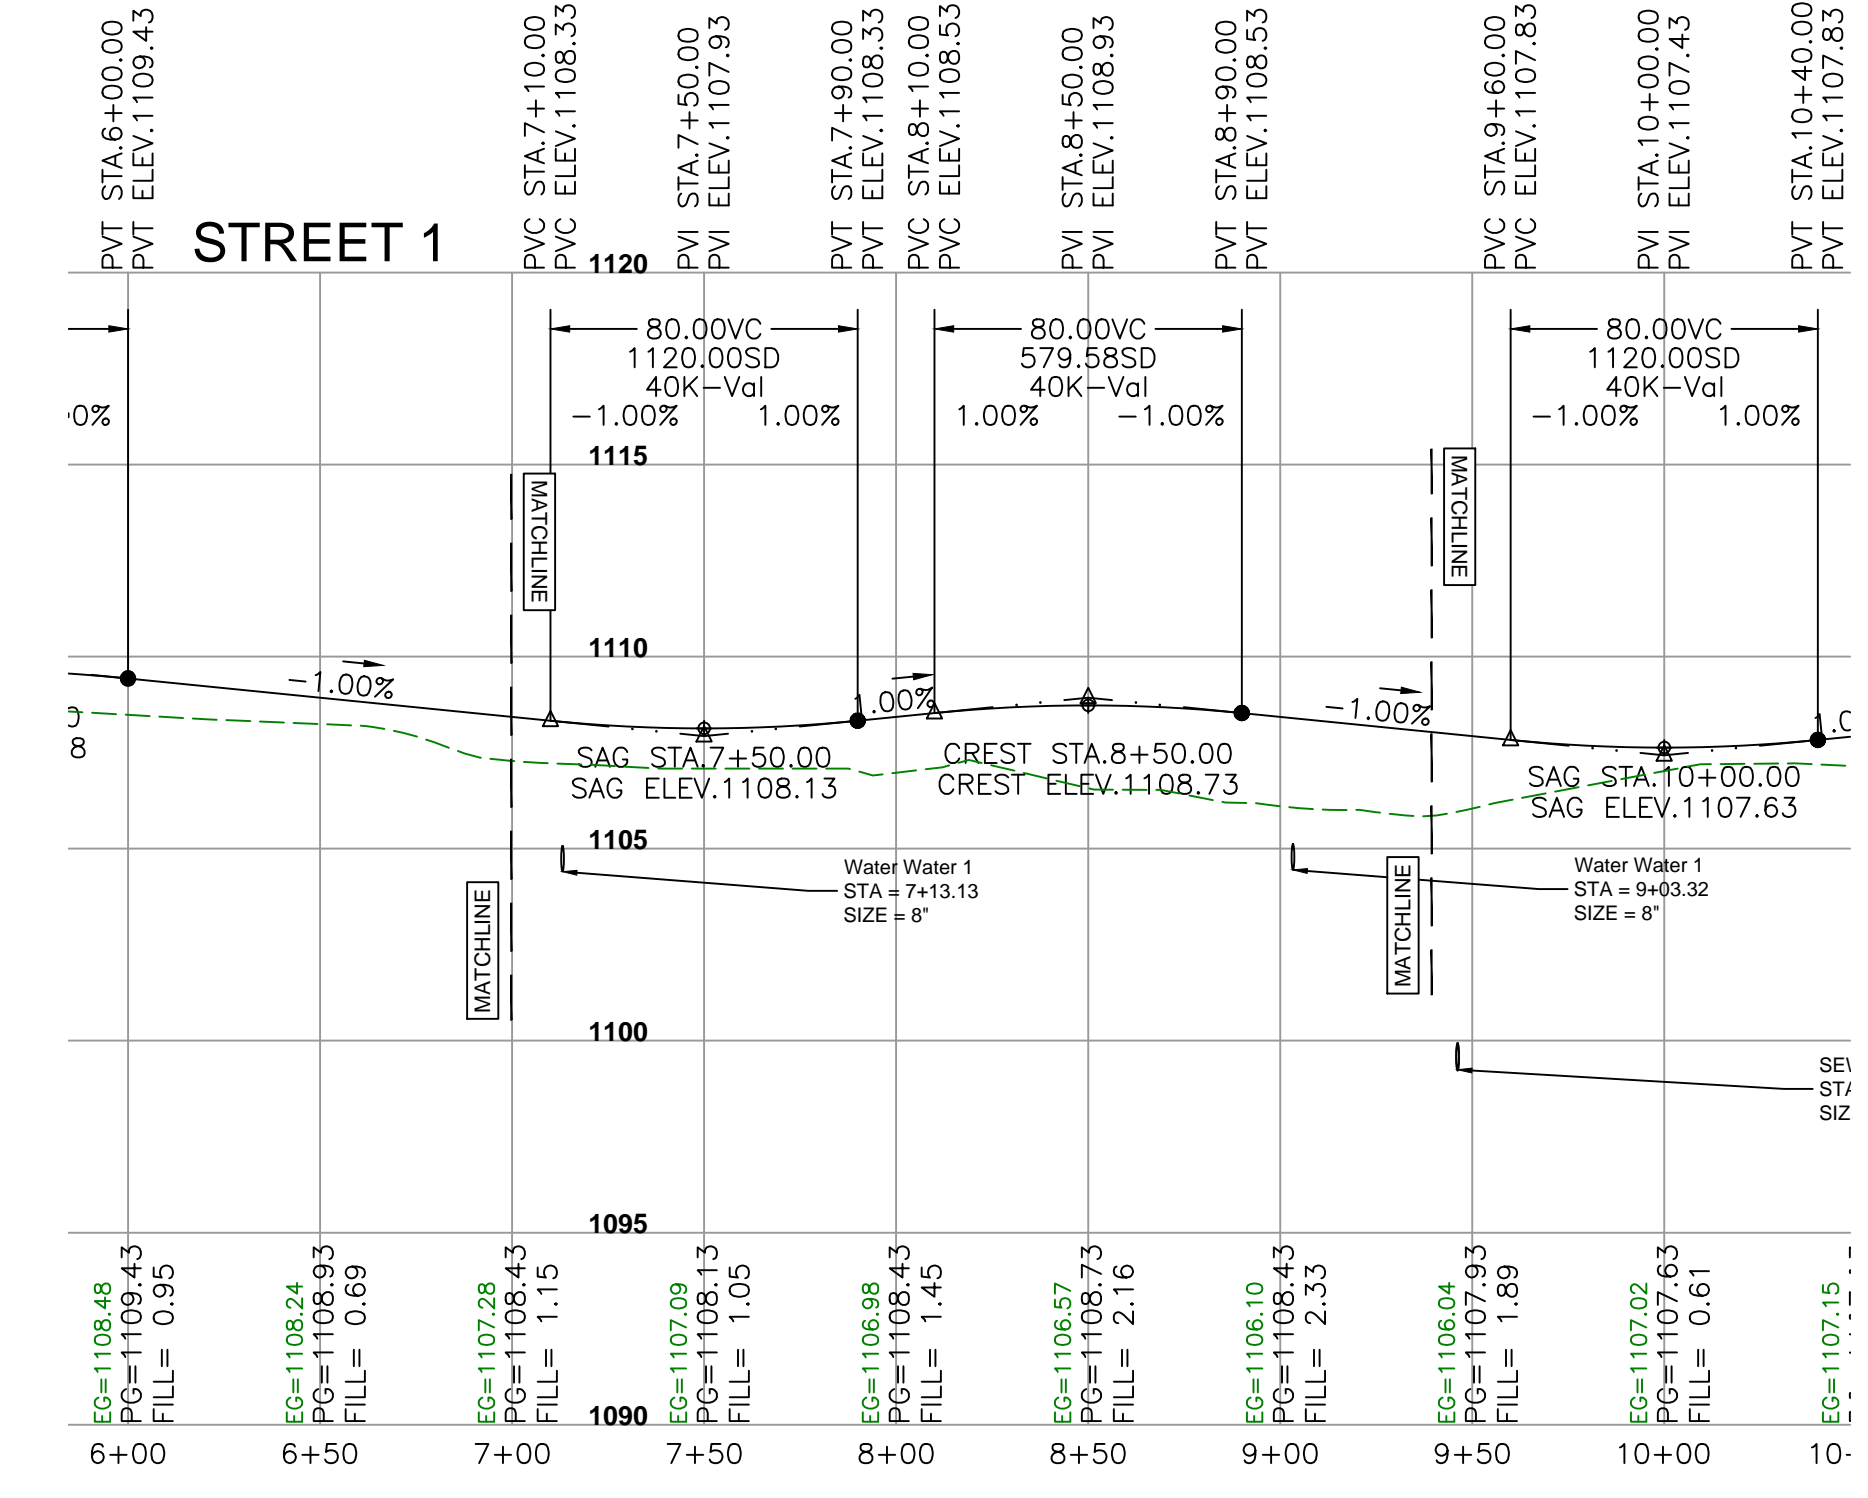 PVT STA.6+00.00
PVT ELEV.1109.43
PVC STA.7+10.00
PVC ELEV.1108.33
PVI STA.7+50.00
PVI ELEV.1107.93
PVT STA.7+90.00
PVT ELEV.1108.33
PVC STA.8+10.00
PVC ELEV.1108.53
PVI STA.8+50.00
PVI ELEV.1108.93
PVT STA.8+90.00
PVT ELEV.1108.53
PVC STA.9+60.00
PVC ELEV.1107.83
PVI STA.10+00.00
PVI ELEV.1107.43
PVT STA.10+40.00
PVT ELEV.1107.83
STREET 1
1120
80.00VC
1120.00SD
40K-Val
-1.00% 1.00%
80.00VC
579.58SD
40K-Val
1.00% -1.00%
80.00VC
1120.00SD
40K-Val
-1.00% 1.00%
0%
1115
MATCHLINE
MATCHLINE
1110
-1.00%
1.00%
-1.00%
1.0
0
8
SAG STA.7+50.00
SAG ELEV.1108.13
CREST STA.8+50.00
CREST ELEV.1108.73
SAG STA.10+00.00
SAG ELEV.1107.63
1105
Water Water 1
STA = 7+13.13
SIZE = 8"
Water Water 1
STA = 9+03.32
SIZE = 8"
MATCHLINE
MATCHLINE
1100
STA
SIZ
1095
EG=1108.48
PG=1109.43
FILL= 0.95
EG=1108.24
PG=1108.93
FILL= 0.69
EG=1107.28
PG=1108.43
FILL= 1.15
EG=1107.09
PG=1108.13
FILL= 1.05
EG=1106.98
PG=1108.43
FILL= 1.45
EG=1106.57
PG=1108.73
FILL= 2.16
EG=1106.10
PG=1108.43
FILL= 2.33
EG=1106.04
PG=1107.93
FILL= 1.89
EG=1107.02
PG=1107.63
FILL= 0.61
EG=1107.15
1090
6+00 6+50 7+00 7+50 8+00 8+50 9+00 9+50 10+00 10